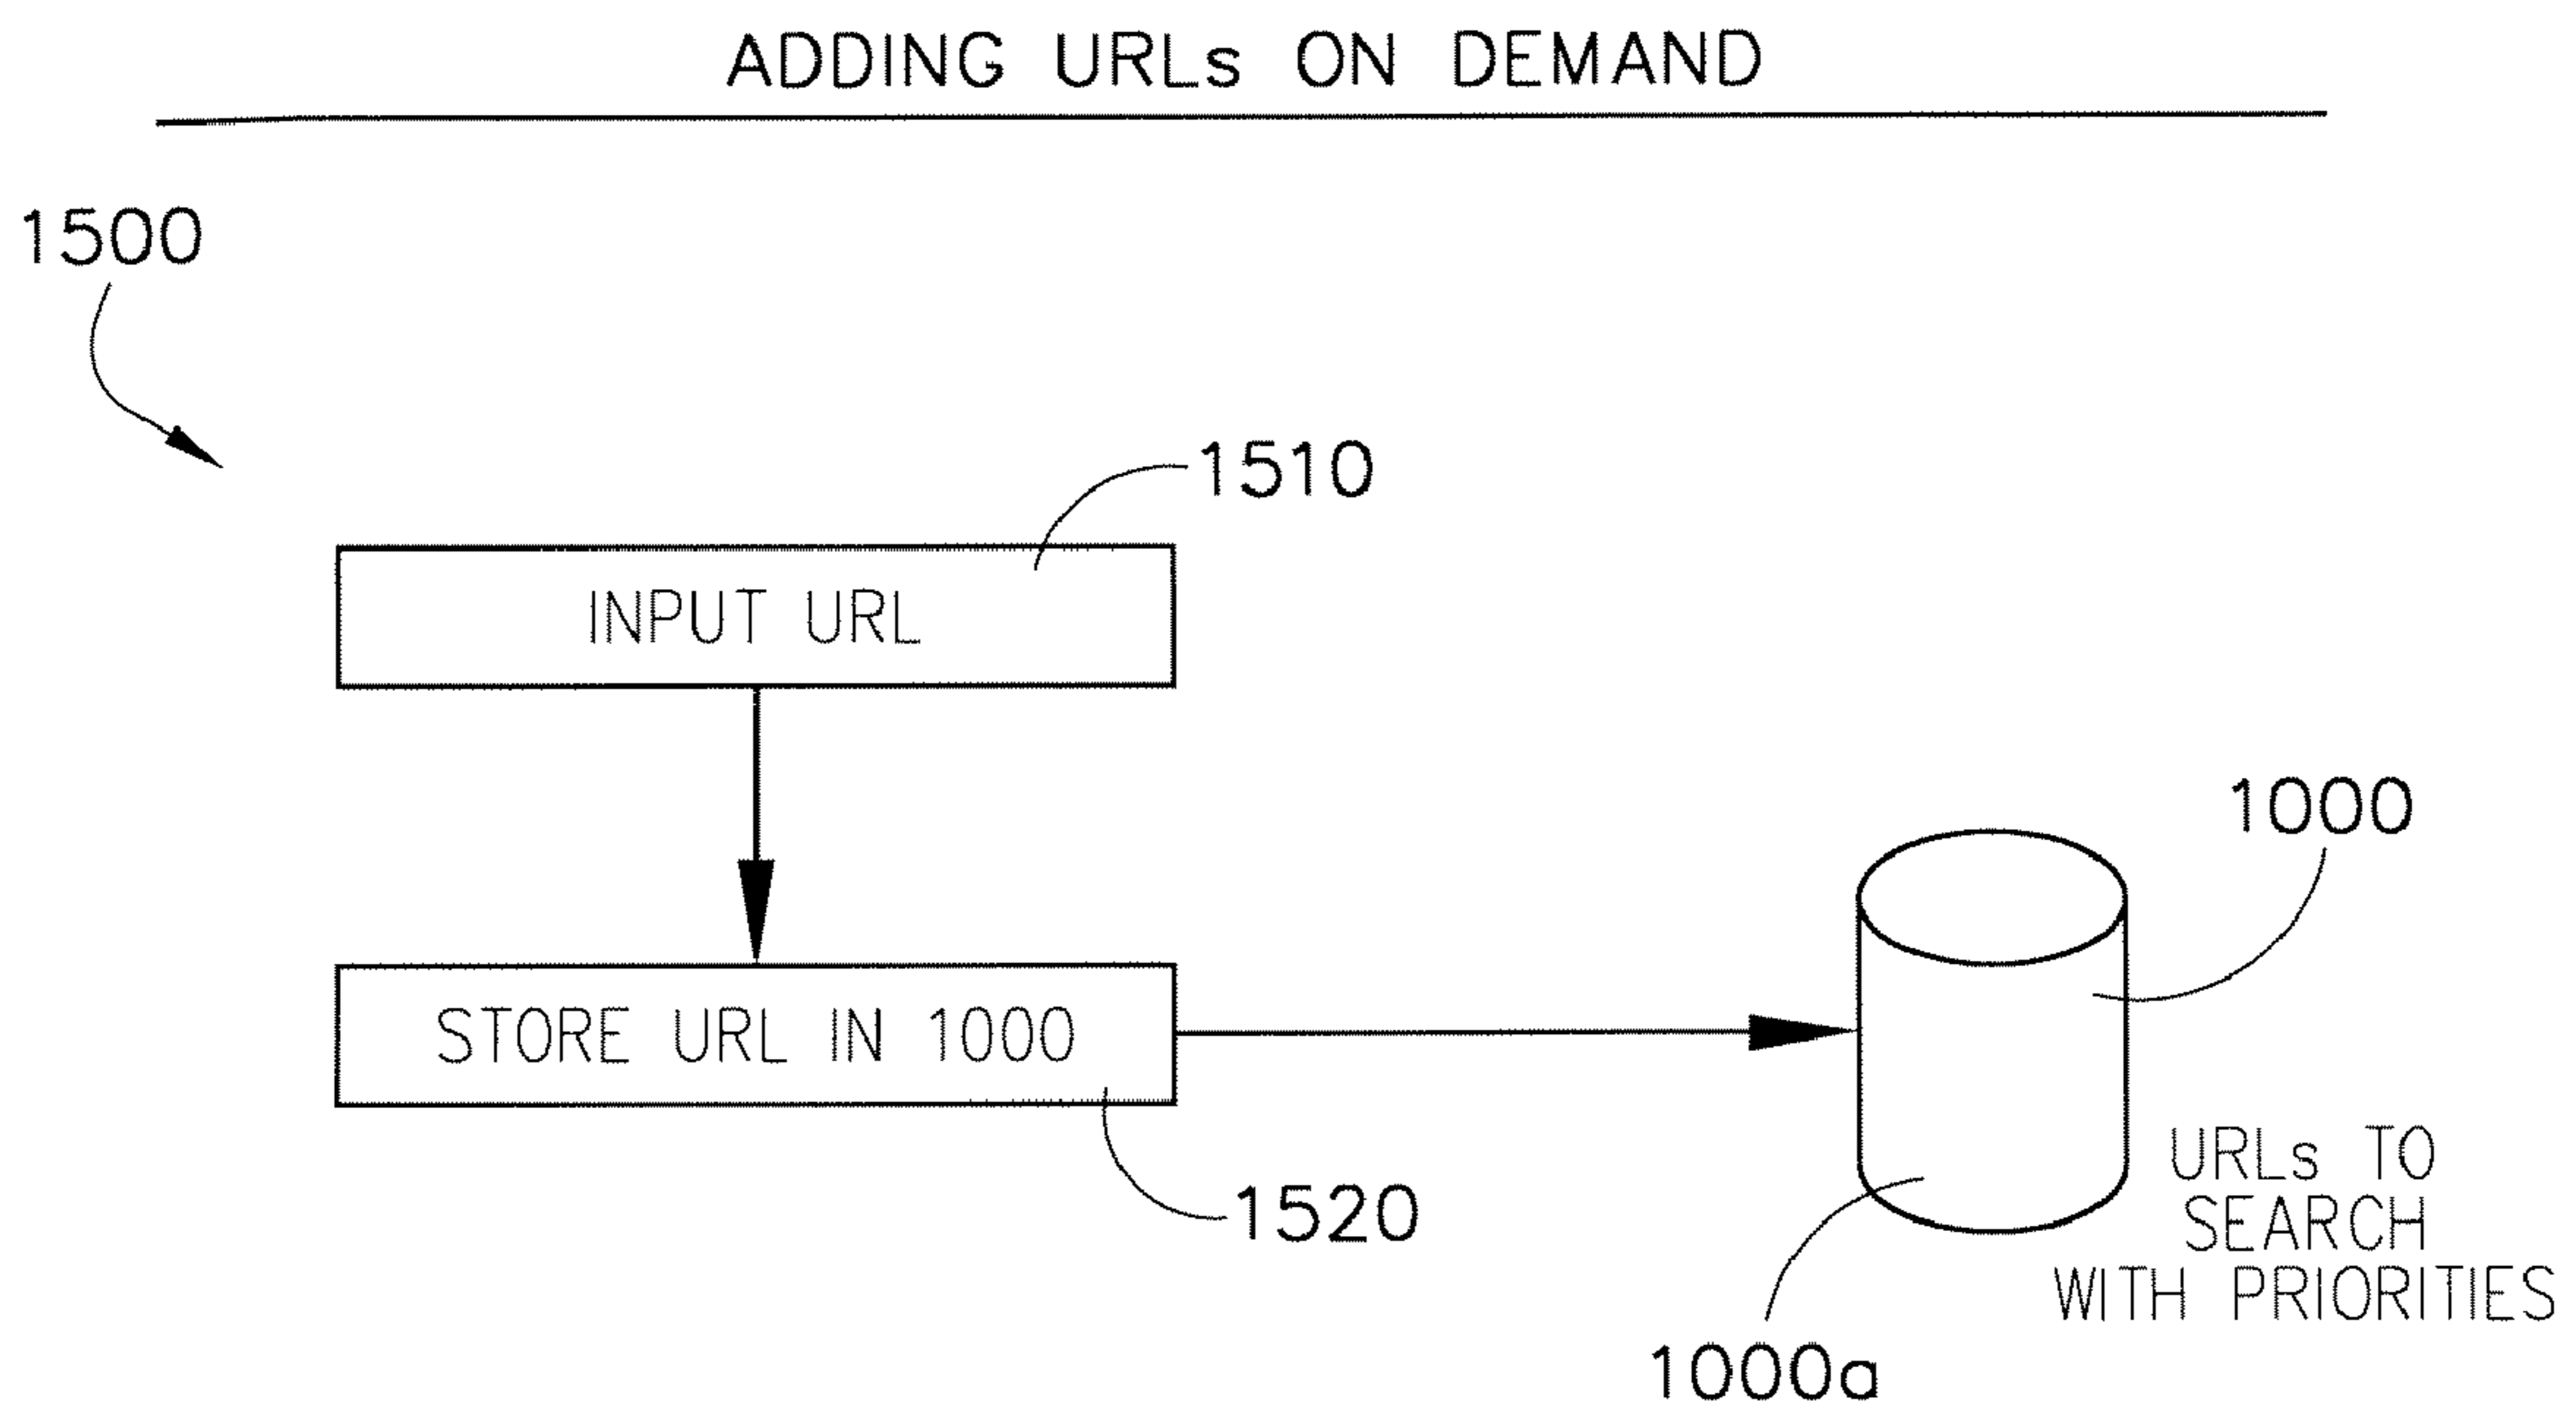 ADDING URLs ON DEMAND
1500
1510
INPUT URL
1000
STORE URL IN 1000
1520
URLs TO
SEARCH
WITH PRIORITIES
1000a